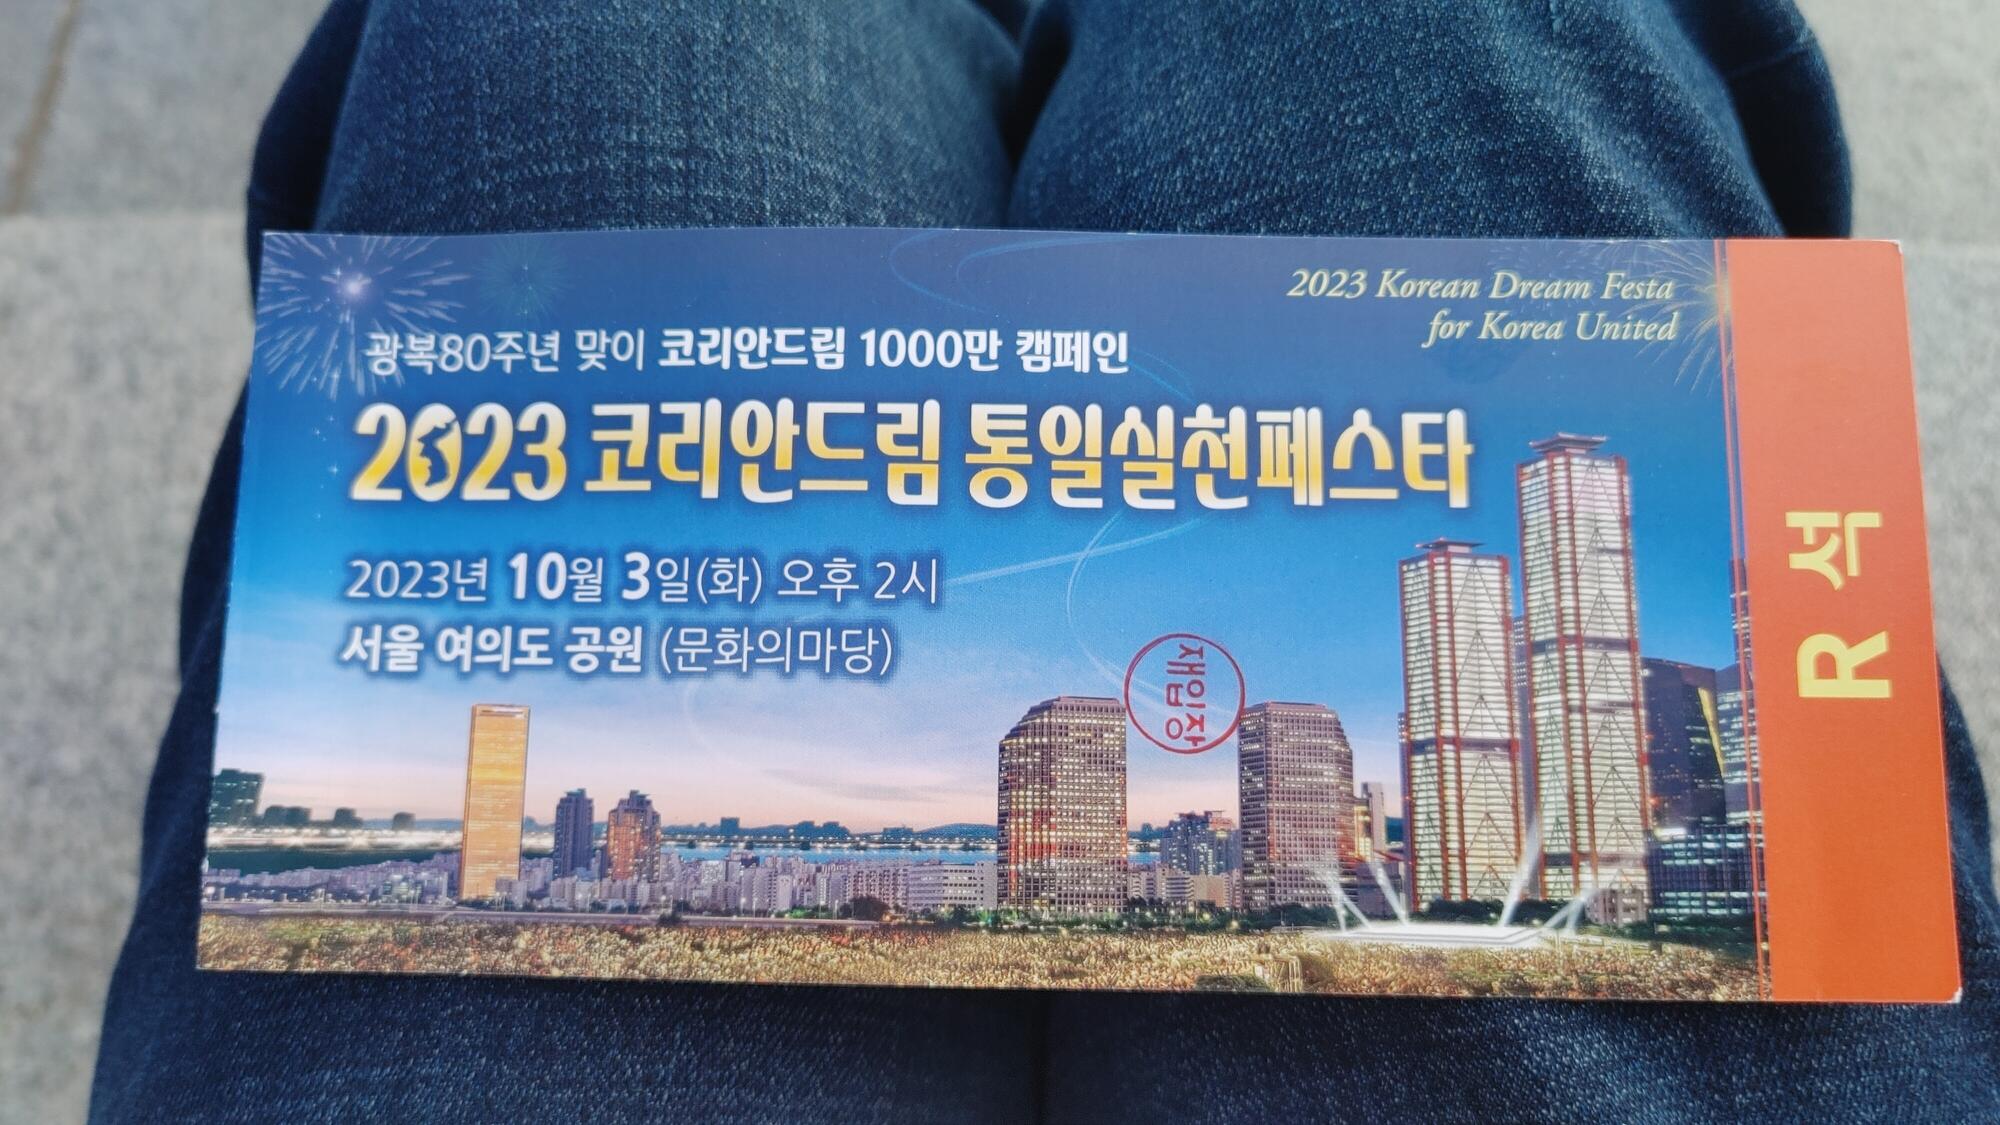 2023 Korean Dream Festa
for Korea United
광복80주년 맞이 코리안드림 1000만 캠페인
2023 코리안드림 통일실천페스타
2023년 10월 3일(화) 오후 2시
서울 여의도 공원 (문화의마당)
재입장
R석